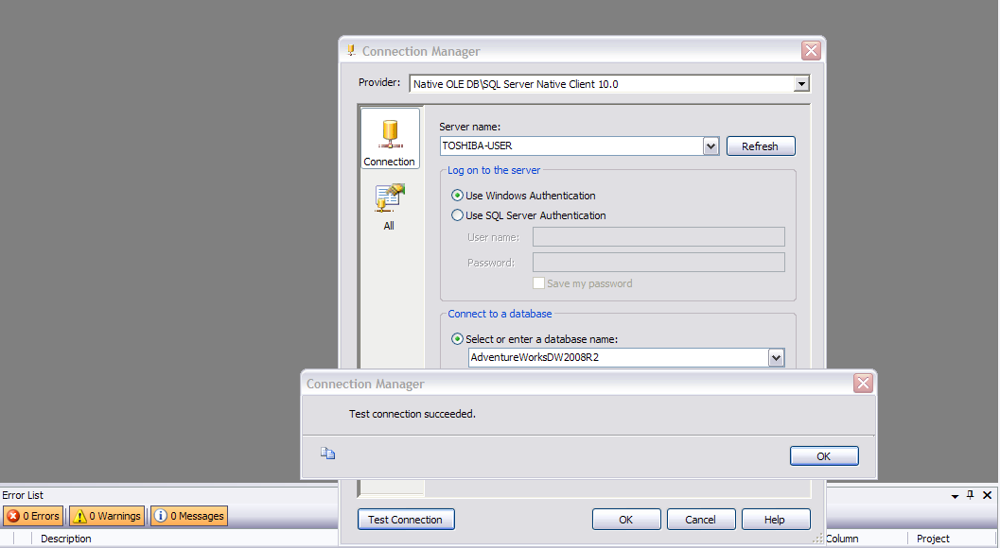 Connection Manager
Provider: Native OLE DB\SQL Server Native Client 10.0
Connection
All
Server name:
TOSHIBA-USER Refresh
Log on to the server
Use Windows Authentication
Use SQL Server Authentication
User name:
Password:
Save my password
Connect to a database
Select or enter a database name:
AdventureWorksDW2008R2
Connection Manager
Test connection succeeded.
OK
Error List
0 Errors 0 Warnings 0 Messages
Test Connection OK Cancel Help
Description Column Project